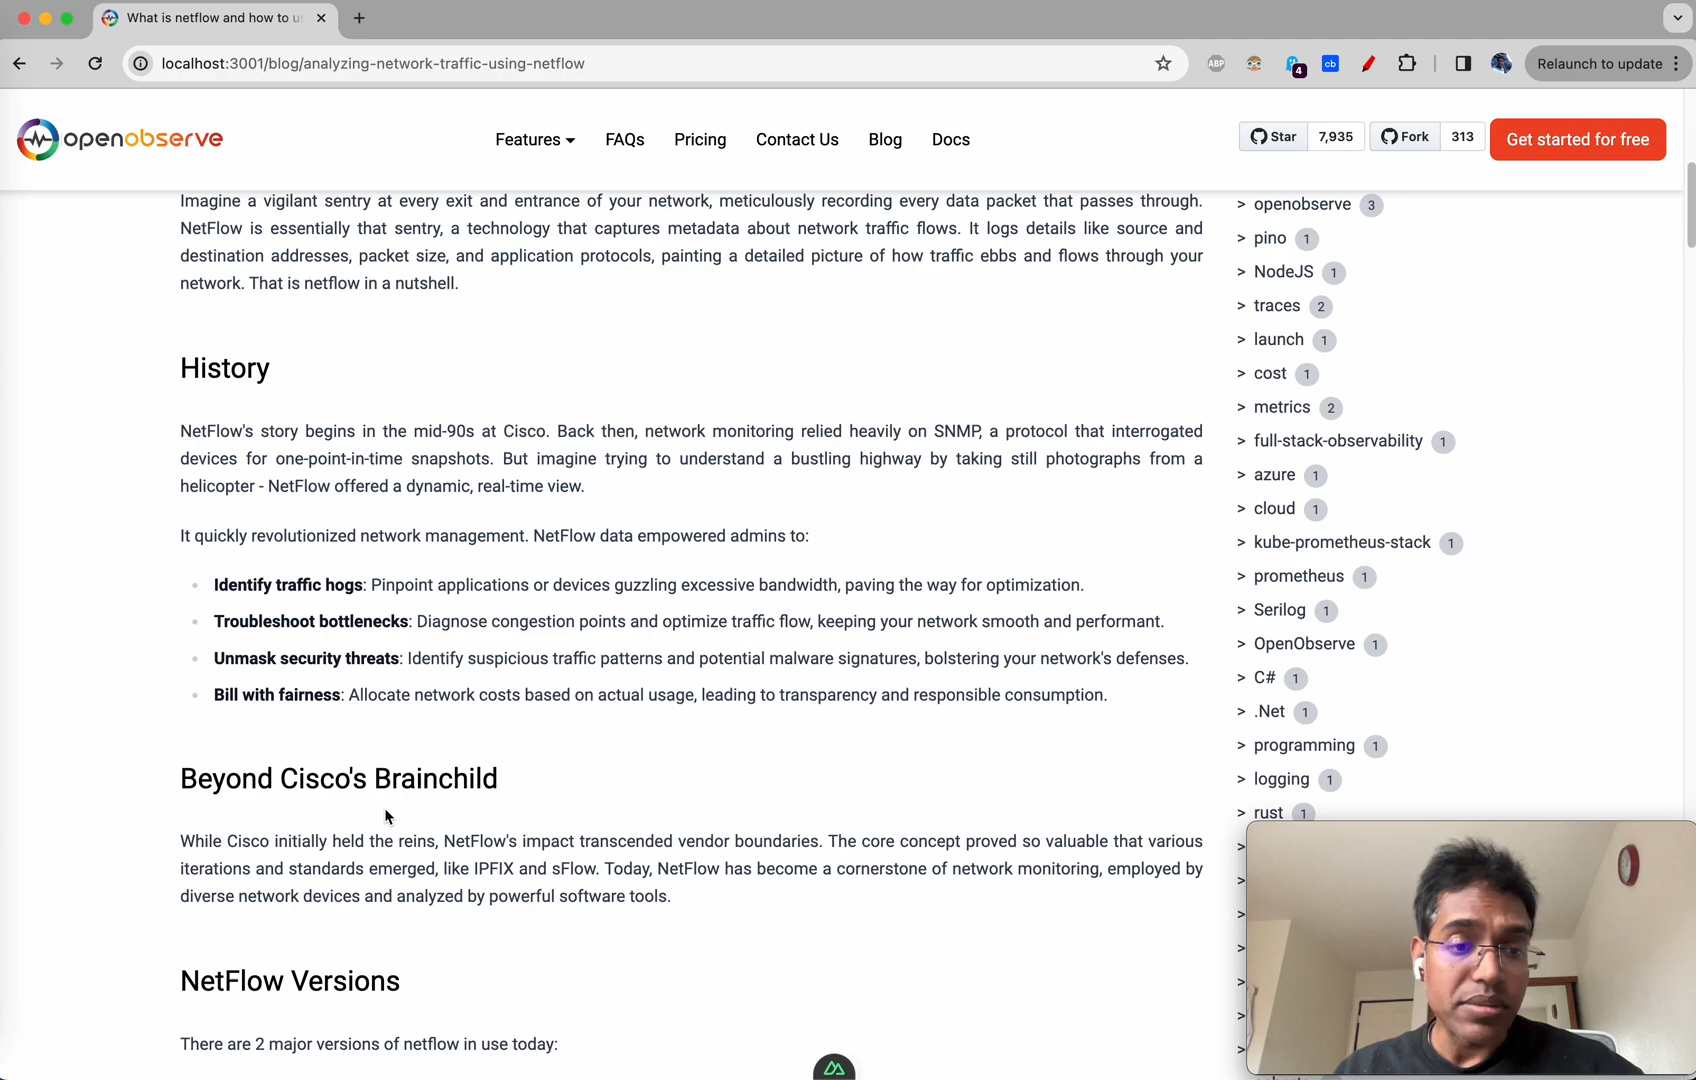 What is netflow and how to u
localhost:3001/blog/analyzing-network-traffic-using-netflow
ABP
4
cb
Relaunch to update
openobserve
Features
FAQs
Pricing
Contact Us
Blog
Docs
Star
7,935
Fork
313
Get started for free
Imagine a vigilant sentry at every exit and entrance of your network, meticulously recording every data packet that passes through.
NetFlow is essentially that sentry, a technology that captures metadata about network traffic flows. It logs details like source and
destination addresses, packet size, and application protocols, painting a detailed picture of how traffic ebbs and flows through your
network. That is netflow in a nutshell.
History
NetFlow's story begins in the mid-90s at Cisco. Back then, network monitoring relied heavily on SNMP, a protocol that interrogated
devices for one-point-in-time snapshots. But imagine trying to understand a bustling highway by taking still photographs from a
helicopter - NetFlow offered a dynamic, real-time view.
It quickly revolutionized network management. NetFlow data empowered admins to:
Identify traffic hogs: Pinpoint applications or devices guzzling excessive bandwidth, paving the way for optimization.
Troubleshoot bottlenecks: Diagnose congestion points and optimize traffic flow, keeping your network smooth and performant.
Unmask security threats: Identify suspicious traffic patterns and potential malware signatures, bolstering your network's defenses.
Bill with fairness: Allocate network costs based on actual usage, leading to transparency and responsible consumption.
Beyond Cisco's Brainchild
While Cisco initially held the reins, NetFlow's impact transcended vendor boundaries. The core concept proved so valuable that various
iterations and standards emerged, like IPFIX and sFlow. Today, NetFlow has become a cornerstone of network monitoring, employed by
diverse network devices and analyzed by powerful software tools.
NetFlow Versions
There are 2 major versions of netflow in use today:
> openobserve 3
> pino 1
> NodeJS 1
> traces 2
> launch 1
> cost 1
> metrics 2
> full-stack-observability 1
> azure 1
> cloud 1
> kube-prometheus-stack 1
> prometheus 1
> Serilog 1
> OpenObserve 1
> C# 1
> .Net 1
> programming 1
> logging 1
> rust 1
>
>
>
>
>
>
>